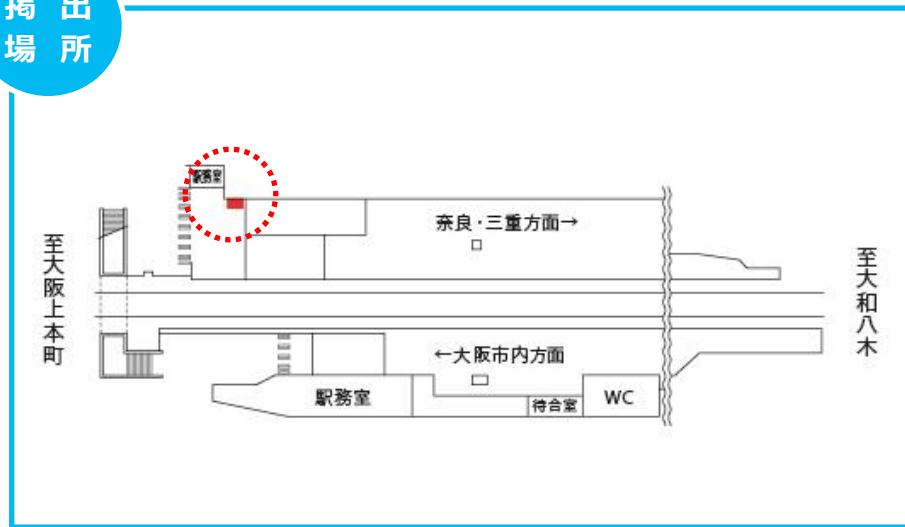 掲出
場所
駅務室
奈良・三重方面→
至大阪上本町
至大和八木
←大阪市内方面
駅務室
待合室
WC